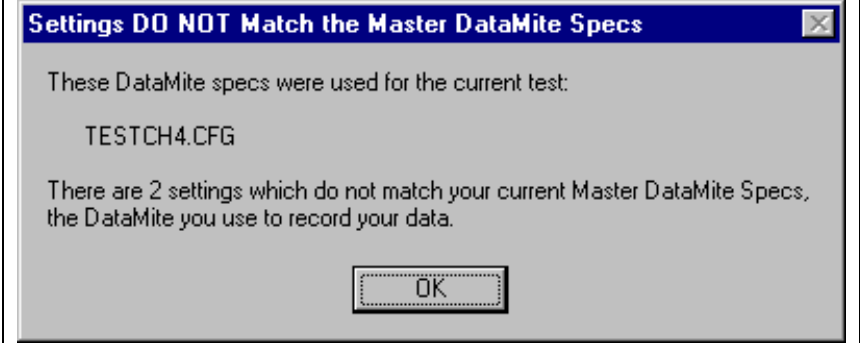 Settings DO NOT Match the Master DataMite Specs
These DataMite specs were used for the current test:
TESTCH4.CFG
There are 2 settings which do not match your current Master DataMite Specs,
the DataMite you use to record your data.
OK